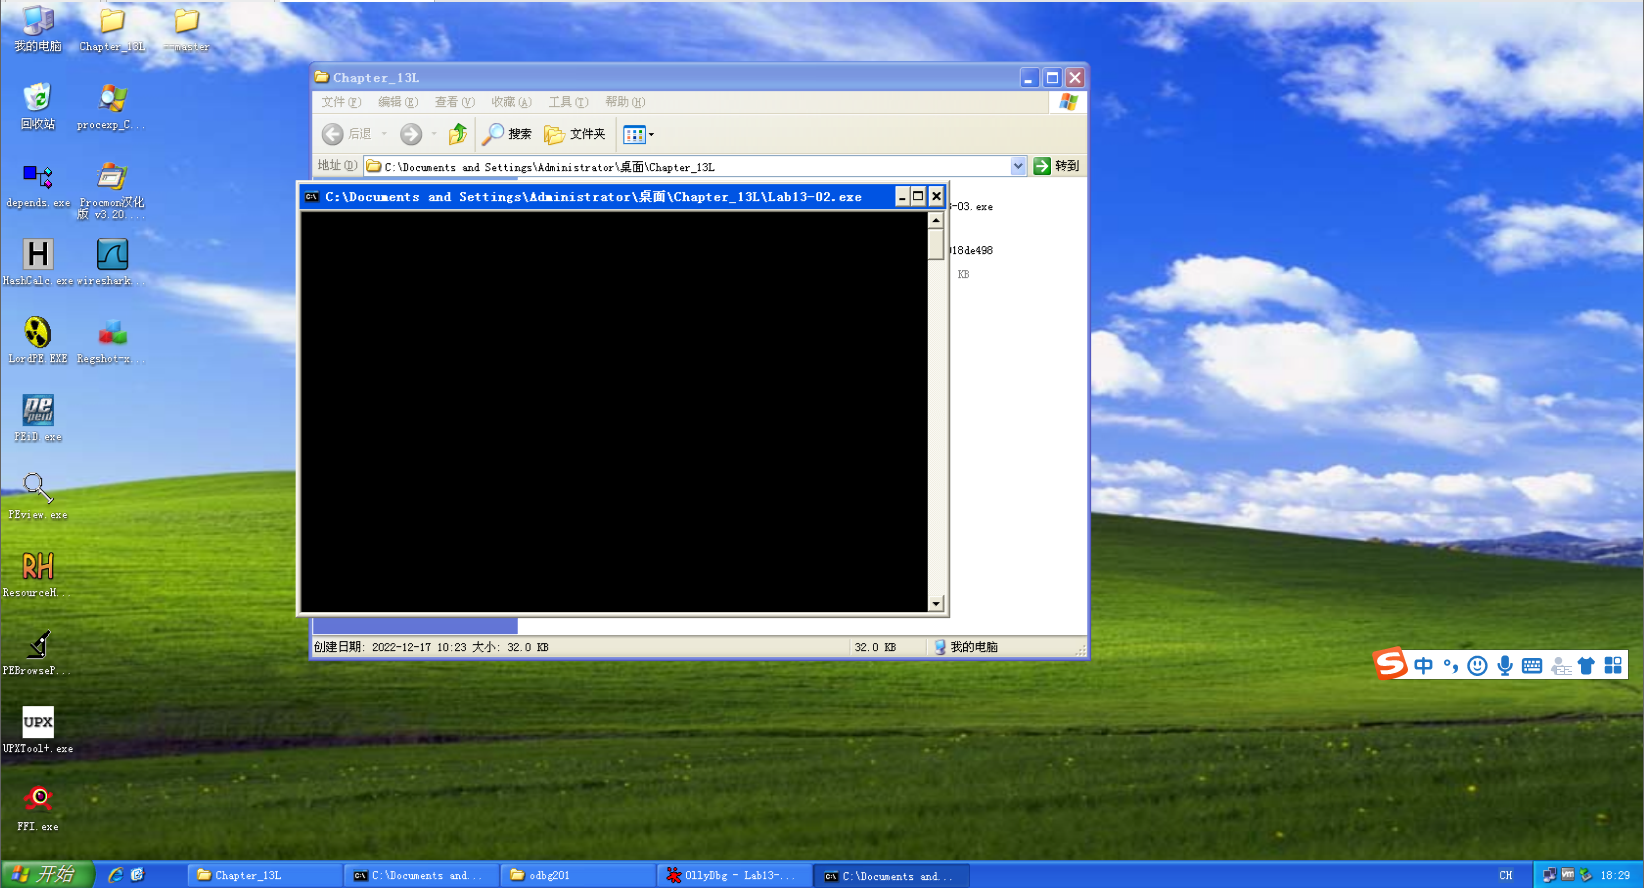 我的电脑
Chapter_13L
回收站
procexp_C...
depends.exe
Procmon汉化
版 v3.20....
HashCalc.exe
wireshark...
LordPE.EXE
Regshot-x...
PEiD.exe
PEview.exe
RH
ResourceH...
PEBrowseP...
UPX
UPXTool+.exe
FFI.exe
Chapter_13L
文件(F) 编辑(E) 查看(V) 收藏(A) 工具(T) 帮助(H)
后退 搜索 文件夹
地址(D) C:\Documents and Settings\Administrator\桌面\Chapter_13L 转到
C:\Documents and Settings\Administrator\桌面\Chapter_13L\Lab13-02.exe
-03.exe
18de498
KB
创建日期: 2022-12-17 10:23 大小: 32.0 KB 32.0 KB 我的电脑
中
开始 Chapter_13L C:\Documents and... odbg201 OllyDbg - Lab13-... C:\Documents and... CH 18:29